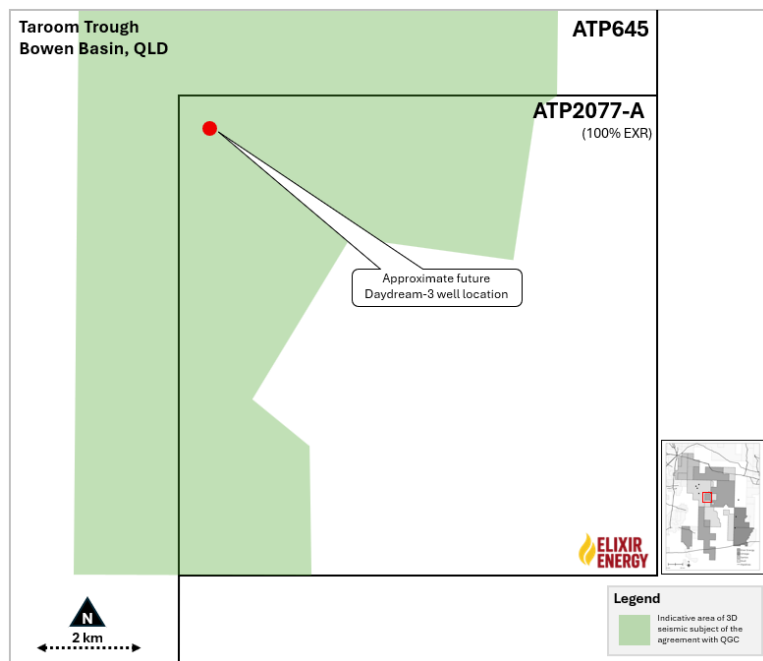 Taroom Trough
Bowen Basin, QLD
ATP645
ATP2077-A
(100% EXR)
Approximate future
Daydream-3 well location
ELIXIR
ENERGY
N
2 km
Legend
Indicative area of 3D
seismic subject of the
agreement with QGC